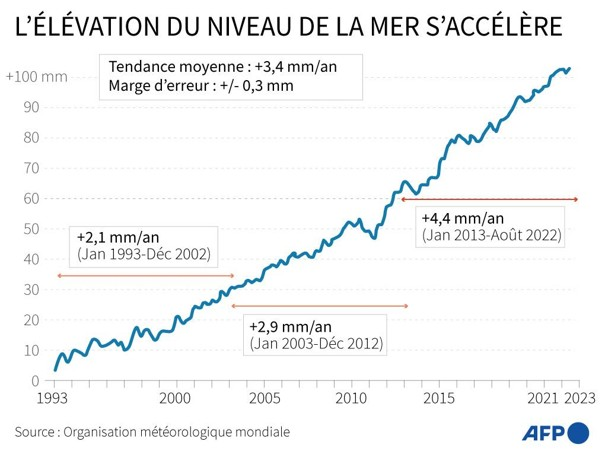 L’ÉLÉVATION DU NIVEAU DE LA MER S’ACCÉLÈRE
Tendance moyenne : +3,4 mm/an
Marge d’erreur : +/- 0,3 mm
+100 mm
90
80
70
60
50
40
30
20
10
0
+4,4 mm/an
(Jan 2013-Août 2022)
+2,1 mm/an
(Jan 1993-Déc 2002)
+2,9 mm/an
(Jan 2003-Déc 2012)
1993 2000 2005 2010 2015 2021 2023
Source : Organisation météorologique mondiale
AFP